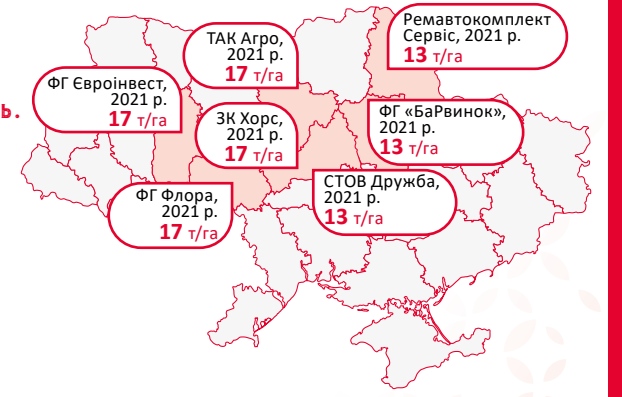 Ремавтокомплект
Сервіс, 2021 р.
13 т/га
ТАК Агро,
2021 р.
17 т/га
ФГ Євроінвест,
2021 р.
17 т/га
ь.
ЗК Хорс,
2021 р.
17 т/га
ФГ «БаРвинок»,
2021 р.
13 т/га
ФГ Флора,
2021 р.
17 т/га
СТОВ Дружба,
2021 р.
13 т/га